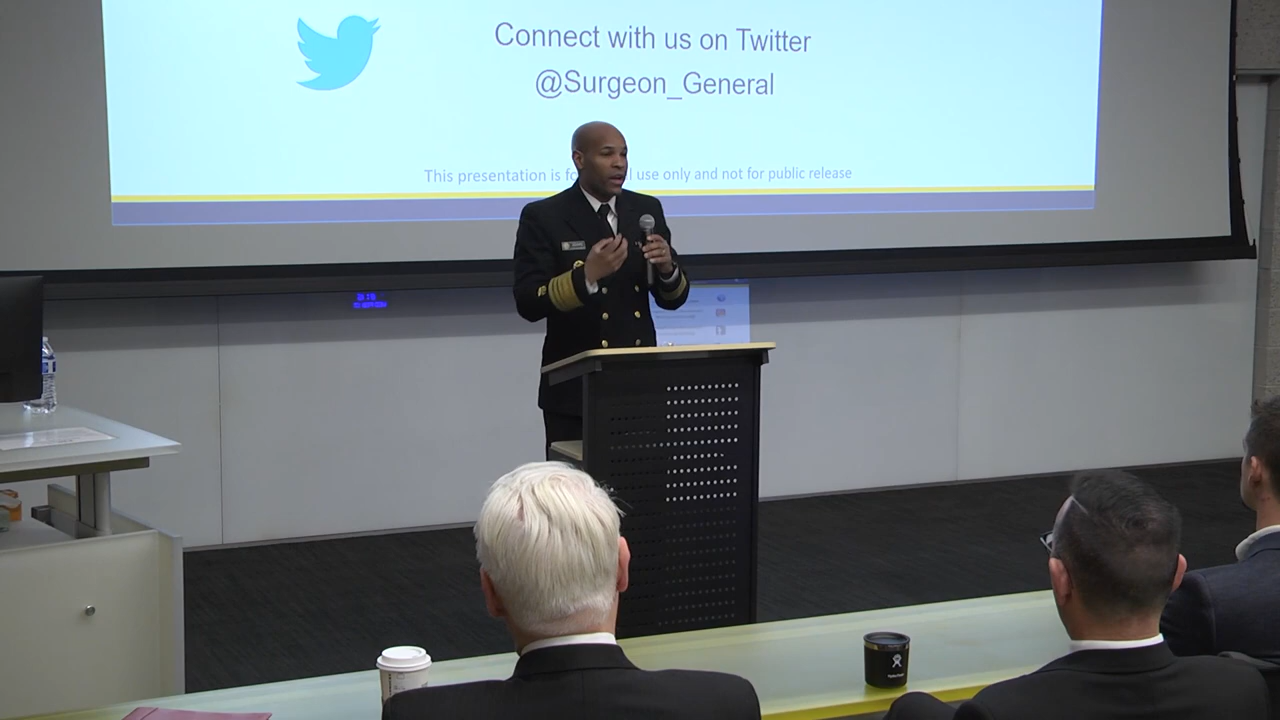 Connect with us on Twitter
@Surgeon_General
This presentation is fo l use only and not for public release